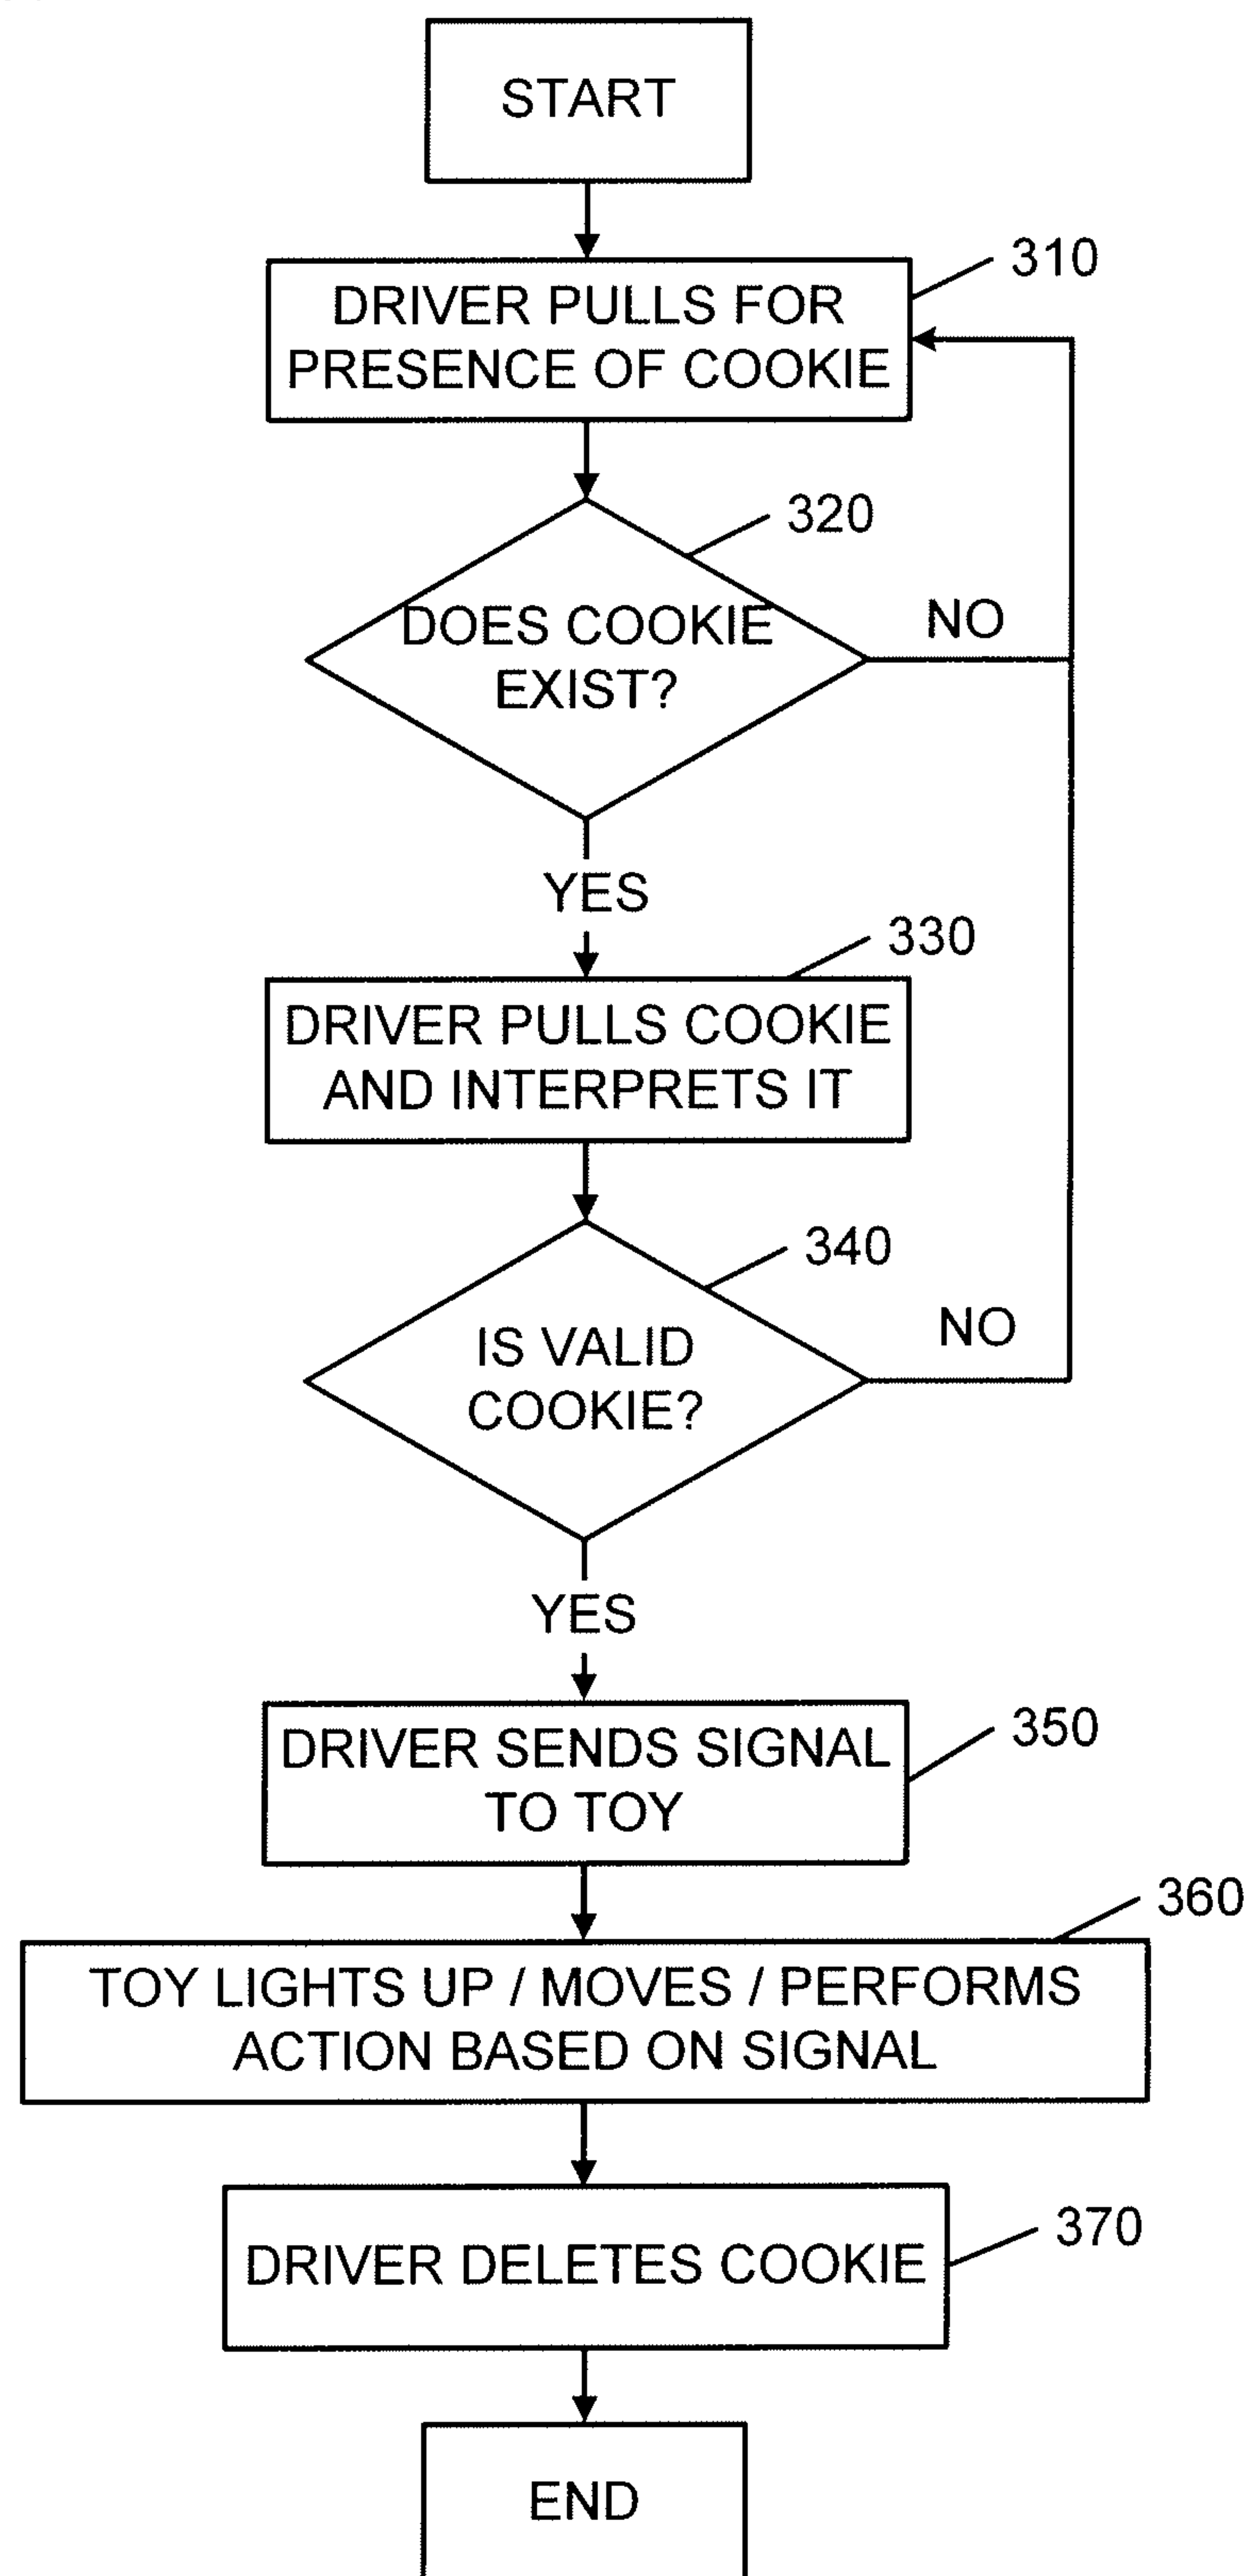 START
310
DRIVER PULLS FOR
PRESENCE OF COOKIE
320
DOES COOKIE
EXIST?
NO
YES
330
DRIVER PULLS COOKIE
AND INTERPRETS IT
340
IS VALID
COOKIE?
NO
YES
350
DRIVER SENDS SIGNAL
TO TOY
360
TOY LIGHTS UP / MOVES / PERFORMS
ACTION BASED ON SIGNAL
370
DRIVER DELETES COOKIE
END